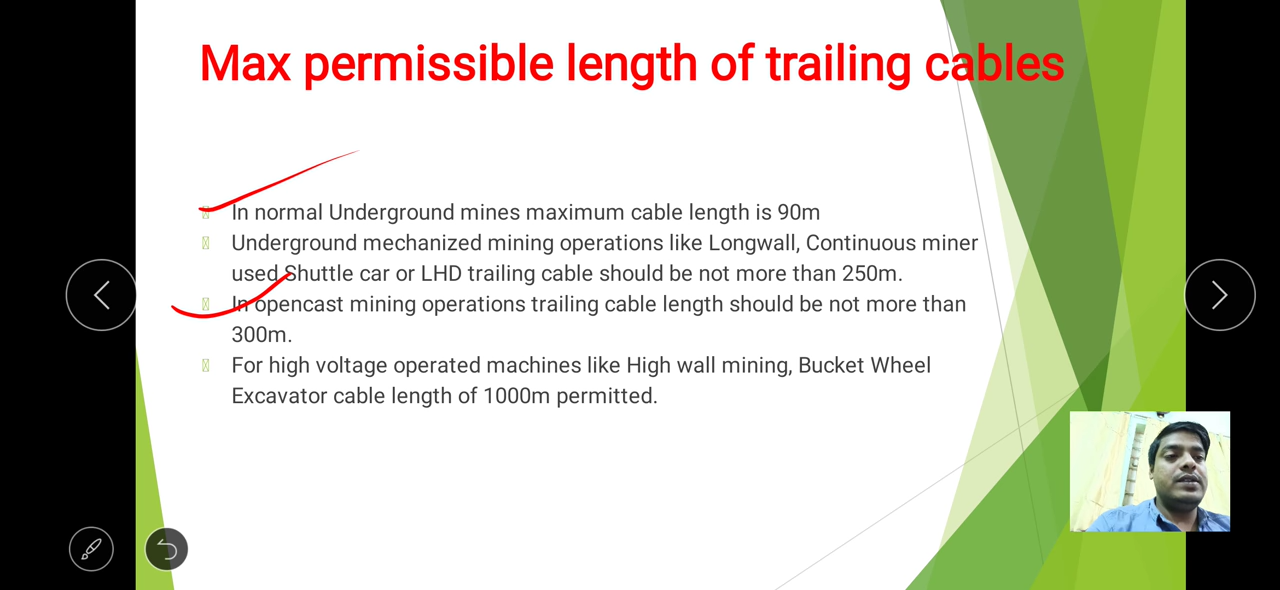 Max permissible length of trailing cables
In normal Underground mines maximum cable length is 90m
Underground mechanized mining operations like Longwall, Continuous miner
used Shuttle car or LHD trailing cable should be not more than 250m.
In opencast mining operations trailing cable length should be not more than
300m.
For high voltage operated machines like High wall mining, Bucket Wheel
Excavator cable length of 1000m permitted.